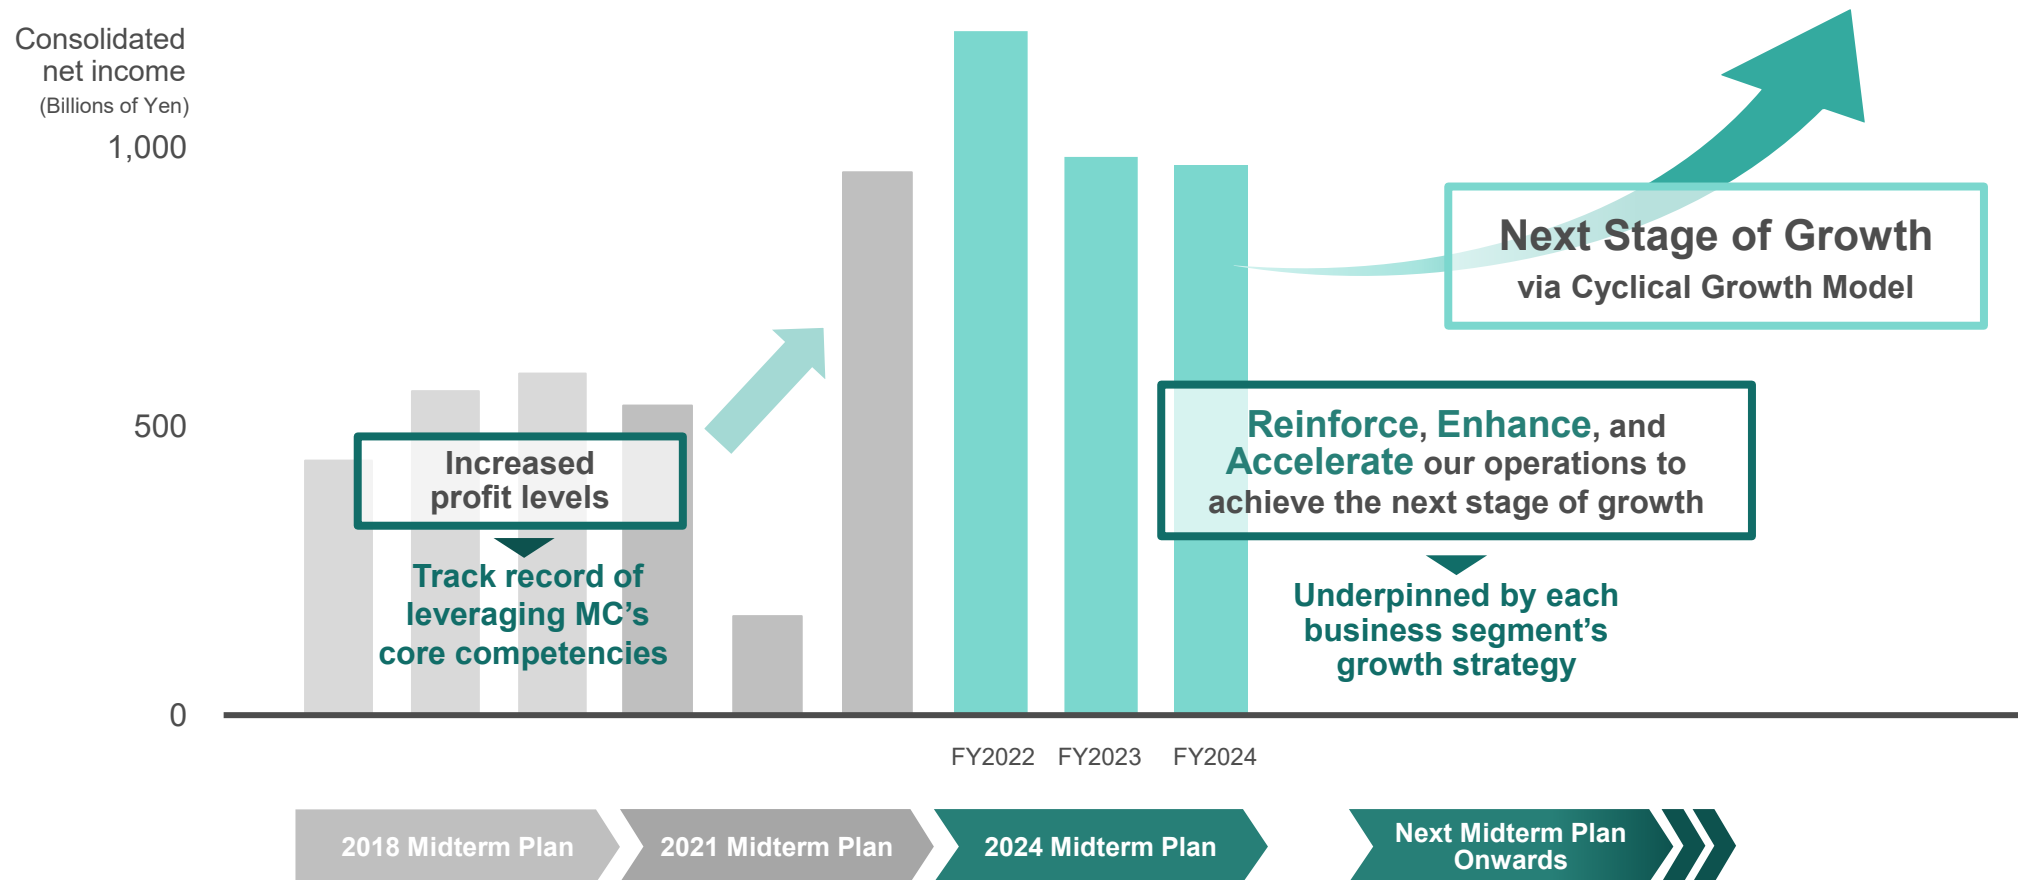 Consolidated
net income
(Billions of Yen)
1,000
500
0
Increased
profit levels
Track record of
leveraging MC’s
core competencies
Next Stage of Growth
via Cyclical Growth Model
Reinforce, Enhance, and
Accelerate our operations to
achieve the next stage of growth
Underpinned by each
business segment’s
growth strategy
FY2022 FY2023 FY2024
2018 Midterm Plan
2021 Midterm Plan
2024 Midterm Plan
Next Midterm Plan
Onwards